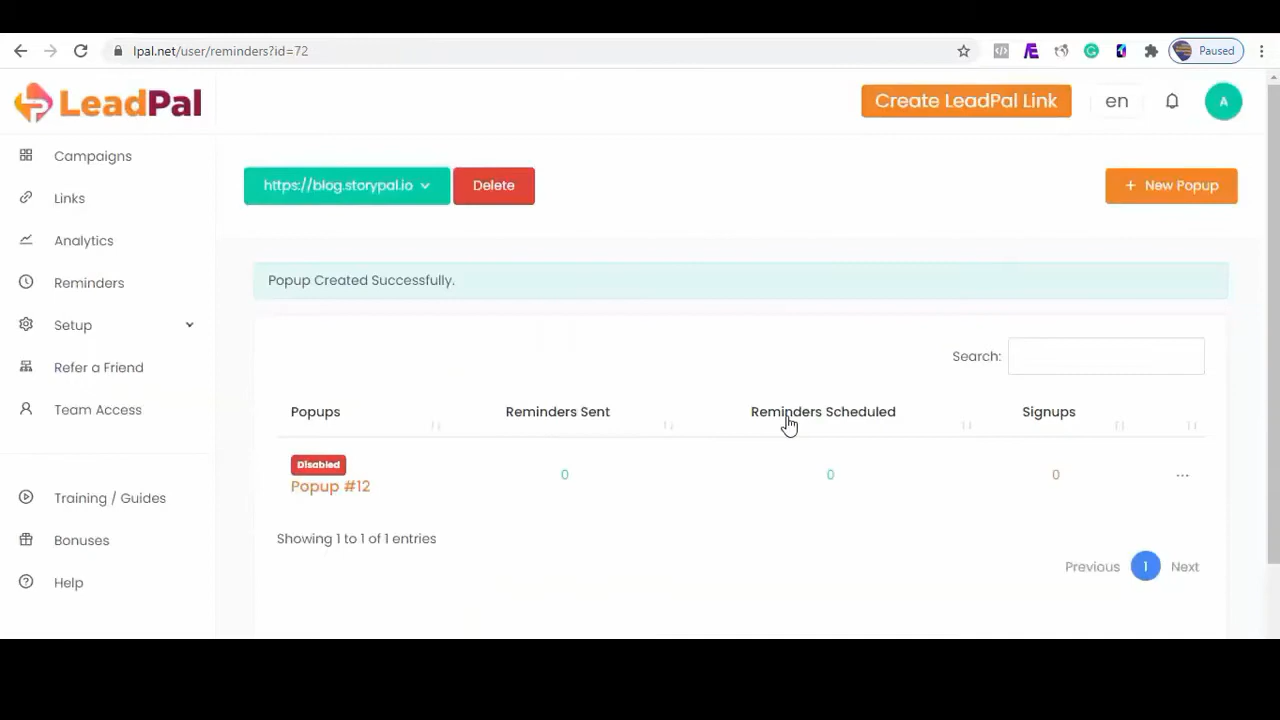 lpal.net/user/reminders?id=72
Paused
LeadPal
Create LeadPal Link
en
A
Campaigns
Links
Analytics
Reminders
Setup
Refer a Friend
Team Access
Training / Guides
Bonuses
Help
https://blog.storypal.io
Delete
+ New Popup
Popup Created Successfully.
Search:
Popups Reminders Sent Reminders Scheduled Signups
Disabled
Popup #12 0 0 0 ...
Showing 1 to 1 of 1 entries
Previous 1 Next